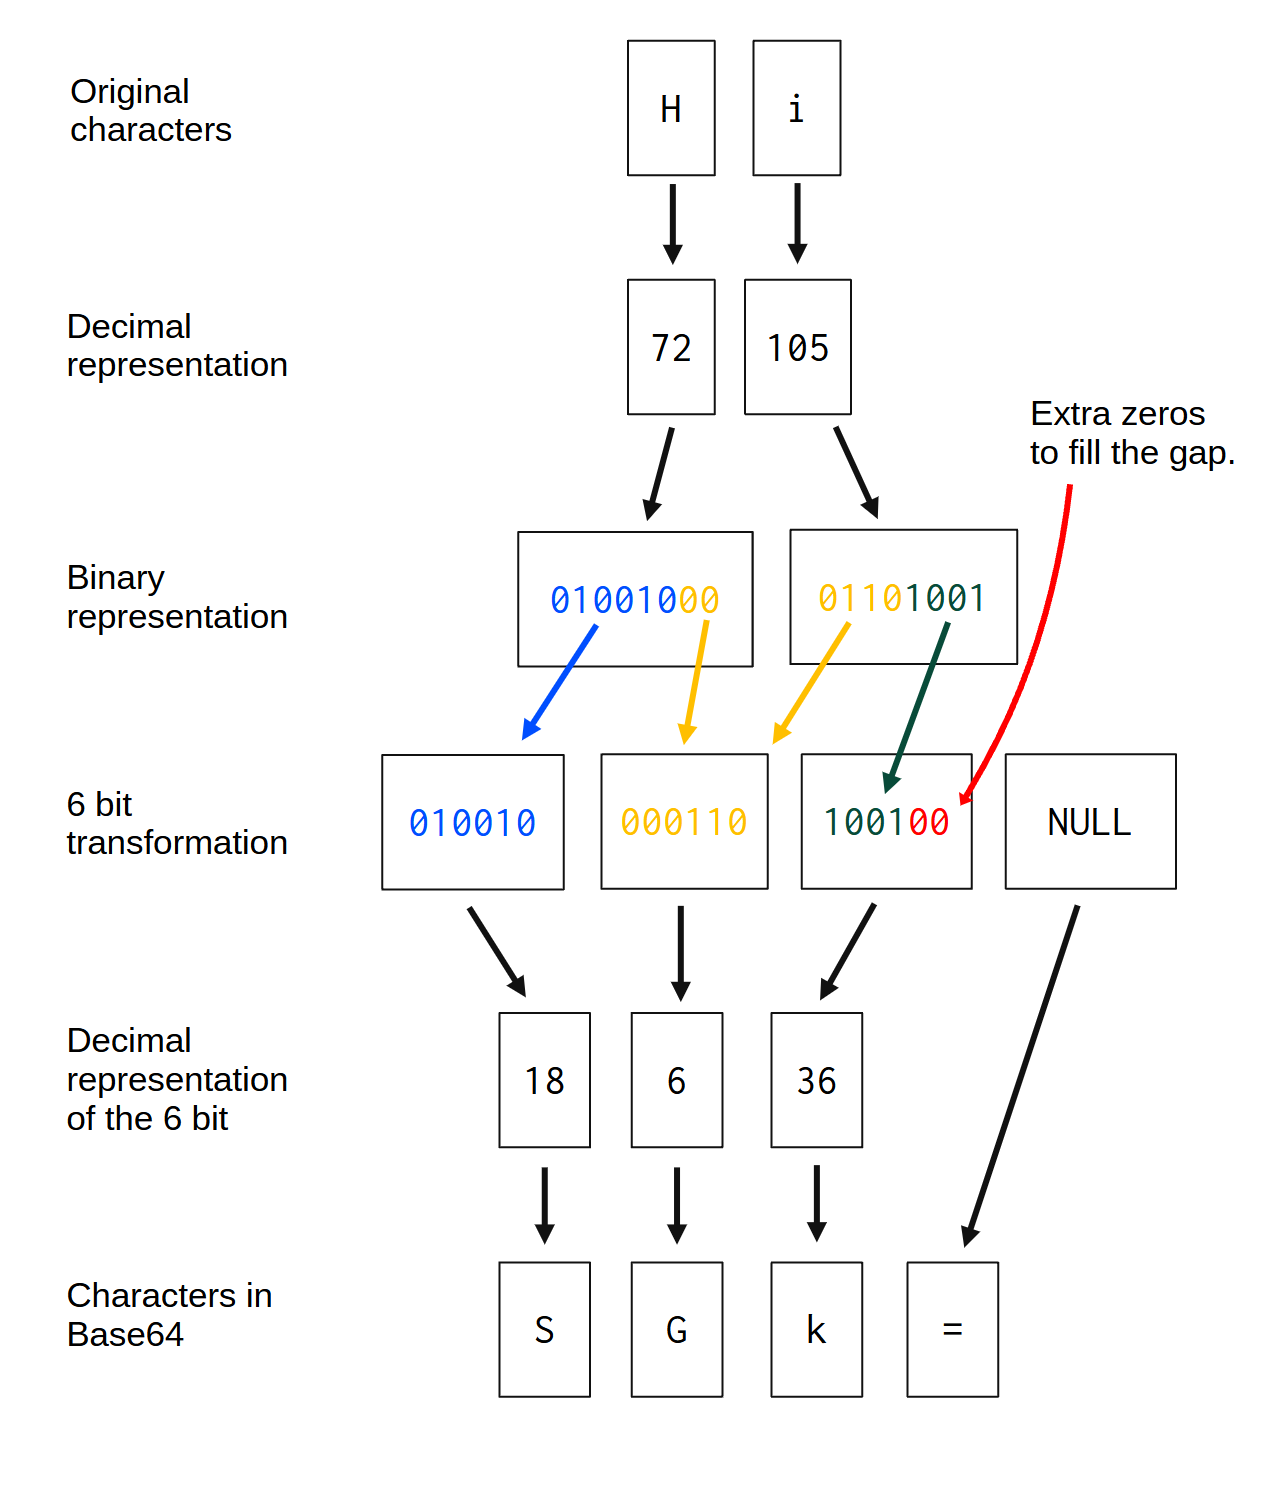 Original
characters
H
i
Decimal
representation
72
105
Extra zeros
to fill the gap.
Binary
representation
01001000
01101001
6 bit
transformation
010010
000110
100100
NULL
Decimal
representation
of the 6 bit
18
6
36
Characters in
Base64
S
G
k
=